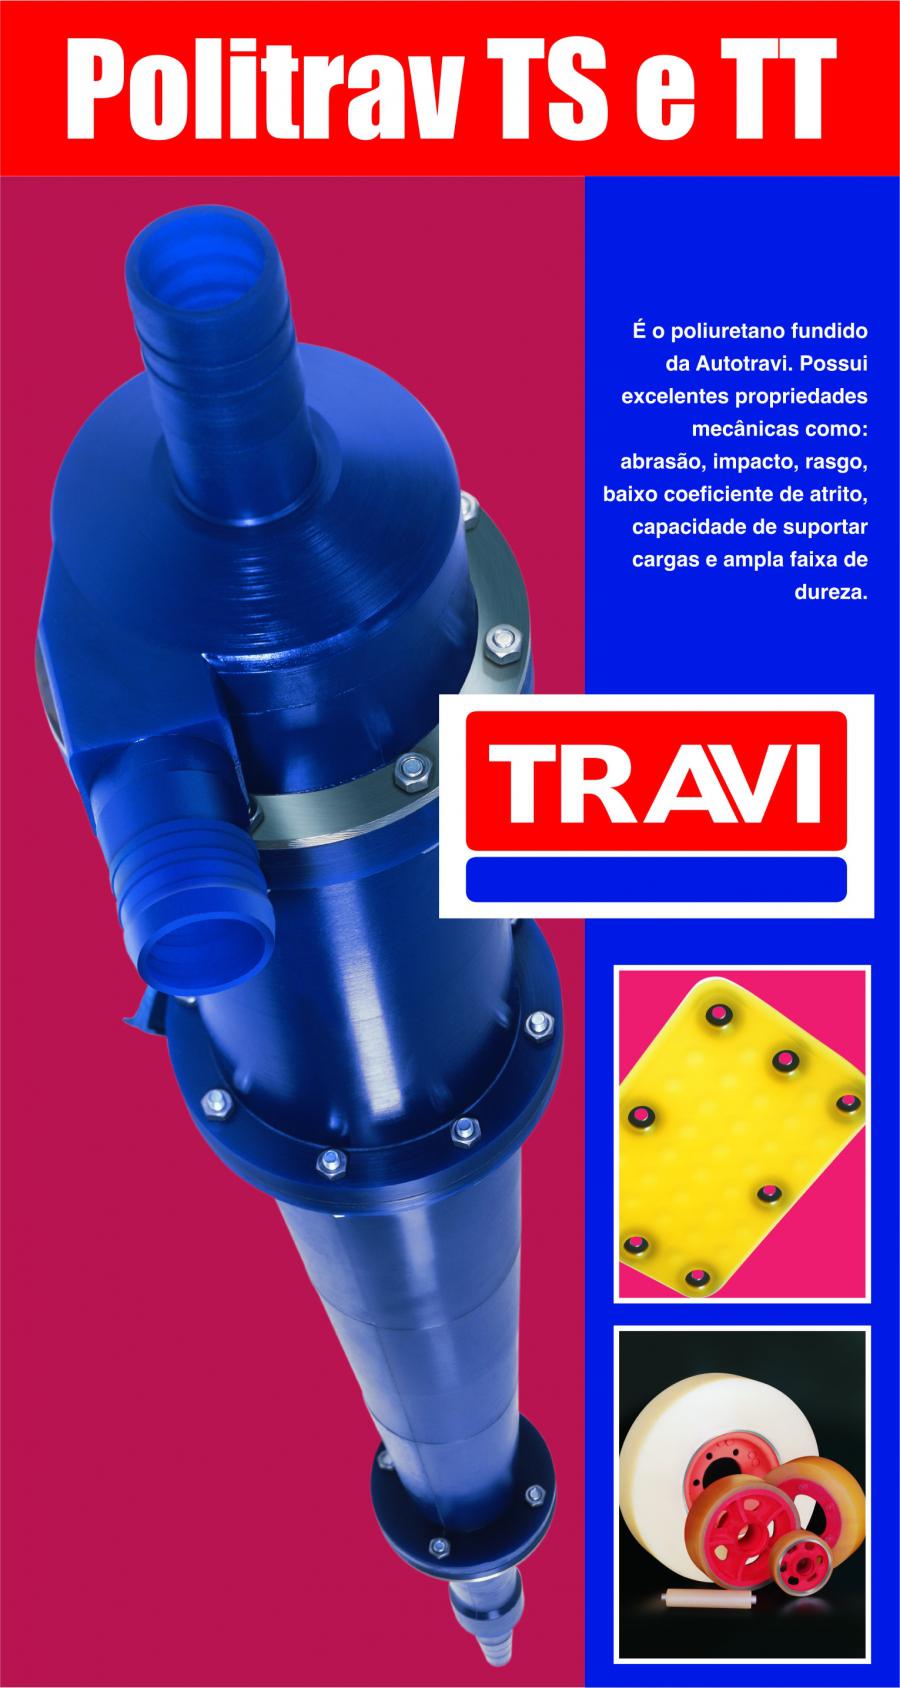 Politrav TS e TT
É o poliuretano fundido
da Autotravi. Possui
excelentes propriedades
mecânicas como:
abrasão, impacto, rasgo,
baixo coeficiente de atrito,
capacidade de suportar
cargas e ampla faixa de
dureza.
TRAVI